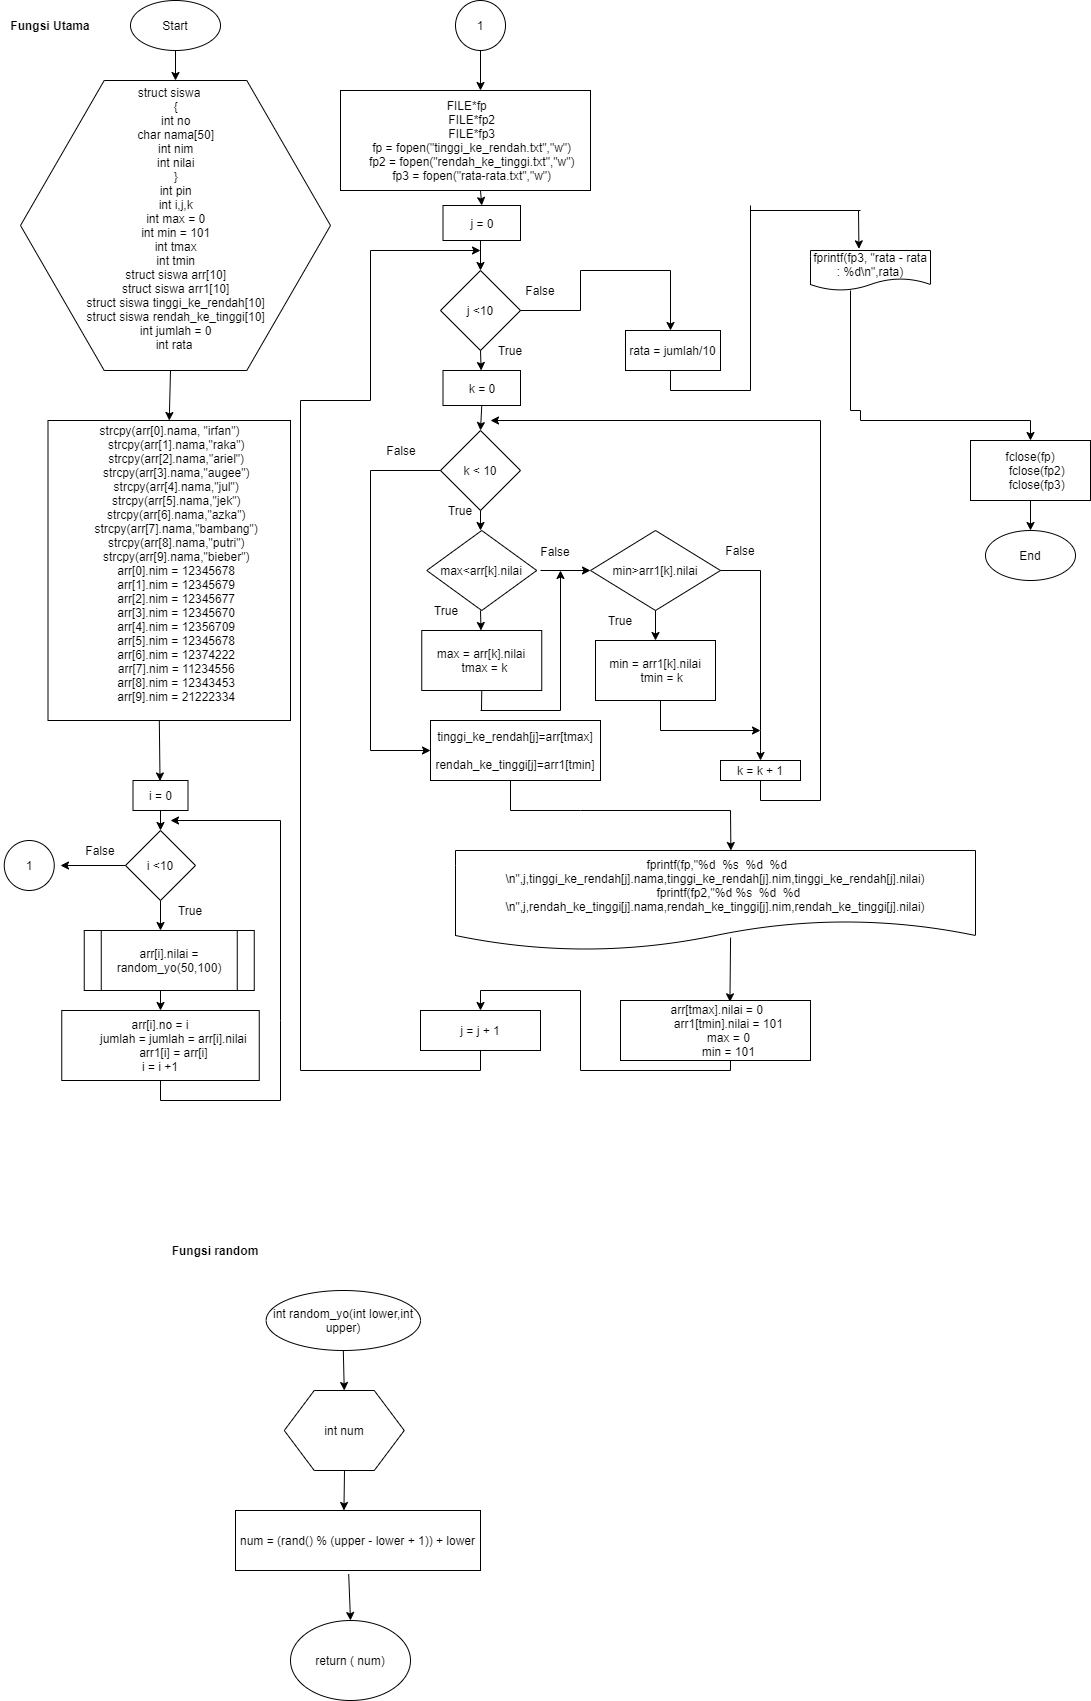 Fungsi Utama
Start
struct siswa
{
int no
char nama[50]
int nim
int nilai
}
int pin
int i,j,k
int max = 0
int min = 101
int tmax
int tmin
struct siswa arr[10]
struct siswa arr1[10]
struct siswa tinggi_ke_rendah[10]
struct siswa rendah_ke_tinggi[10]
int jumlah = 0
int rata
strcpy(arr[0].nama, "irfan")
strcpy(arr[1].nama,"raka")
strcpy(arr[2].nama,"ariel")
strcpy(arr[3].nama,"augee")
strcpy(arr[4].nama,"jul")
strcpy(arr[5].nama,"jek")
strcpy(arr[6].nama,"azka")
strcpy(arr[7].nama,"bambang")
strcpy(arr[8].nama,"putri")
strcpy(arr[9].nama,"bieber")
arr[0].nim = 12345678
arr[1].nim = 12345679
arr[2].nim = 12345677
arr[3].nim = 12345670
arr[4].nim = 12356709
arr[5].nim = 12345678
arr[6].nim = 12374222
arr[7].nim = 11234556
arr[8].nim = 12343453
arr[9].nim = 21222334
i = 0
i <10
False
1
True
arr[i].nilai =
random_yo(50,100)
arr[i].no = i
jumlah = jumlah = arr[i].nilai
arr1[i] = arr[i]
i = i +1
1
FILE*fp
FILE*fp2
FILE*fp3
fp = fopen("tinggi_ke_rendah.txt","w")
fp2 = fopen("rendah_ke_tinggi.txt","w")
fp3 = fopen("rata-rata.txt","w")
j = 0
j <10
False
True
rata = jumlah/10
fprintf(fp3, "rata - rata
: %d\n",rata)
fclose(fp)
fclose(fp2)
fclose(fp3)
End
k = 0
k < 10
False
True
max<arr[k].nilai
False
True
min>arr1[k].nilai
False
True
max = arr[k].nilai
tmax = k
min = arr1[k].nilai
tmin = k
k = k + 1
tinggi_ke_rendah[j]=arr[tmax]
rendah_ke_tinggi[j]=arr1[tmin]
fprintf(fp,"%d  %s  %d  %d
\n",j,tinggi_ke_rendah[j].nama,tinggi_ke_rendah[j].nim,tinggi_ke_rendah[j].nilai)
fprintf(fp2,"%d %s  %d  %d
\n",j,rendah_ke_tinggi[j].nama,rendah_ke_tinggi[j].nim,rendah_ke_tinggi[j].nilai)
arr[tmax].nilai = 0
arr1[tmin].nilai = 101
max = 0
min = 101
j = j + 1
Fungsi random
int random_yo(int lower,int
upper)
int num
num = (rand() % (upper - lower + 1)) + lower
return ( num)